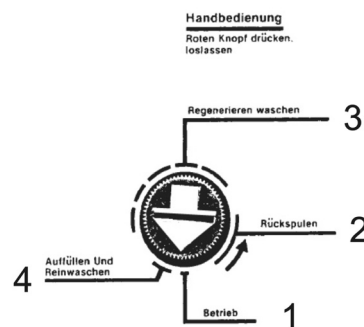 Handbedienung
Roten Knopf drücken.
loslassen
Regenerieren waschen
3
Rückspulen
2
Auffüllen Und
Reinwaschen
4
Betrieb
1